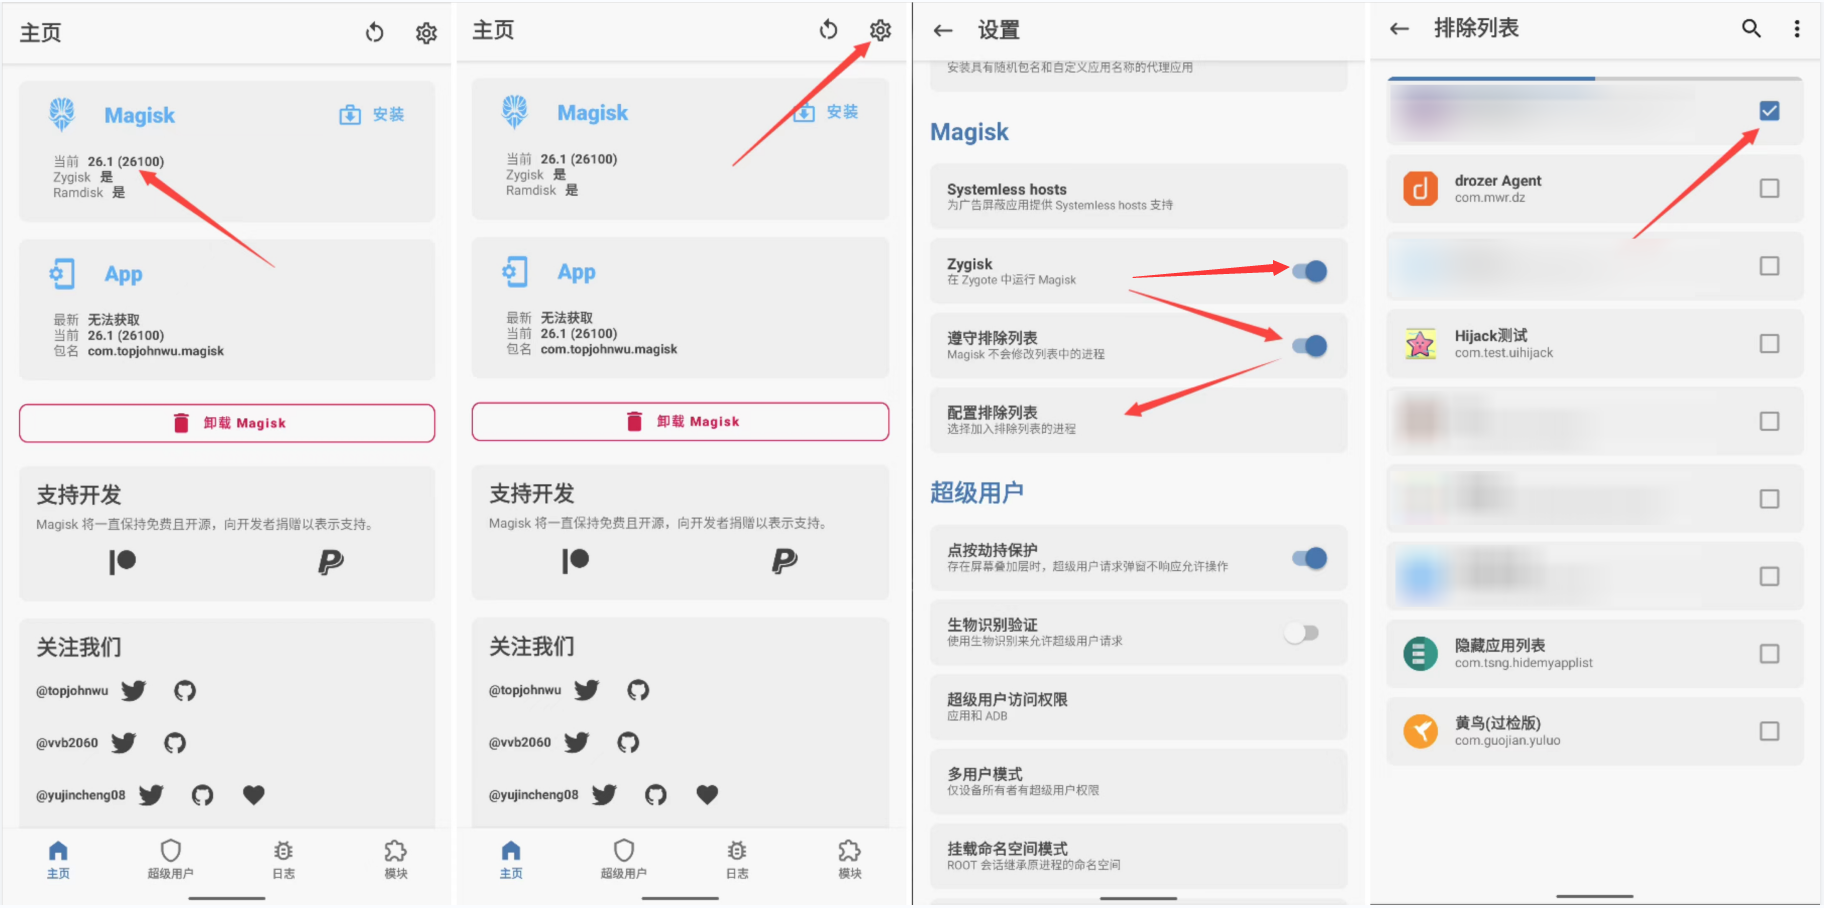 主页
Magisk
安装
当前 26.1 (26100)
Zygisk 是
Ramdisk 是
App
最新 无法获取
当前 26.1 (26100)
包名 com.topjohnwu.magisk
卸载 Magisk
支持开发
Magisk 将一直保持免费且开源，向开发者捐赠以表示支持。
关注我们
@topjohnwu
@vvb2060
@yujincheng08
主页
超级用户
日志
模块
主页
Magisk
安装
当前 26.1 (26100)
Zygisk 是
Ramdisk 是
App
最新 无法获取
当前 26.1 (26100)
包名 com.topjohnwu.magisk
卸载 Magisk
支持开发
Magisk 将一直保持免费且开源，向开发者捐赠以表示支持。
关注我们
@topjohnwu
@vvb2060
@yujincheng08
主页
超级用户
日志
模块
设置
安装具有随机包名和自定义应用名称的代理应用
Magisk
Systemless hosts
为广告屏蔽应用提供 Systemless hosts 支持
Zygisk
在 Zygote 中运行 Magisk
遵守排除列表
Magisk 不会修改列表中的进程
配置排除列表
选择加入排除列表的进程
超级用户
点按劫持保护
存在屏幕叠加层时，超级用户请求弹窗不响应允许操作
生物识别验证
使用生物识别来允许超级用户请求
超级用户访问权限
应用和 ADB
多用户模式
仅设备所有者有超级用户权限
挂载命名空间模式
ROOT 会话继承原进程的命名空间
排除列表
drozer Agent
com.mwr.dz
Hijack测试
com.test.uihijack
隐藏应用列表
com.tsng.hidemyapplist
黄鸟(过检版)
com.guojian.yuluo